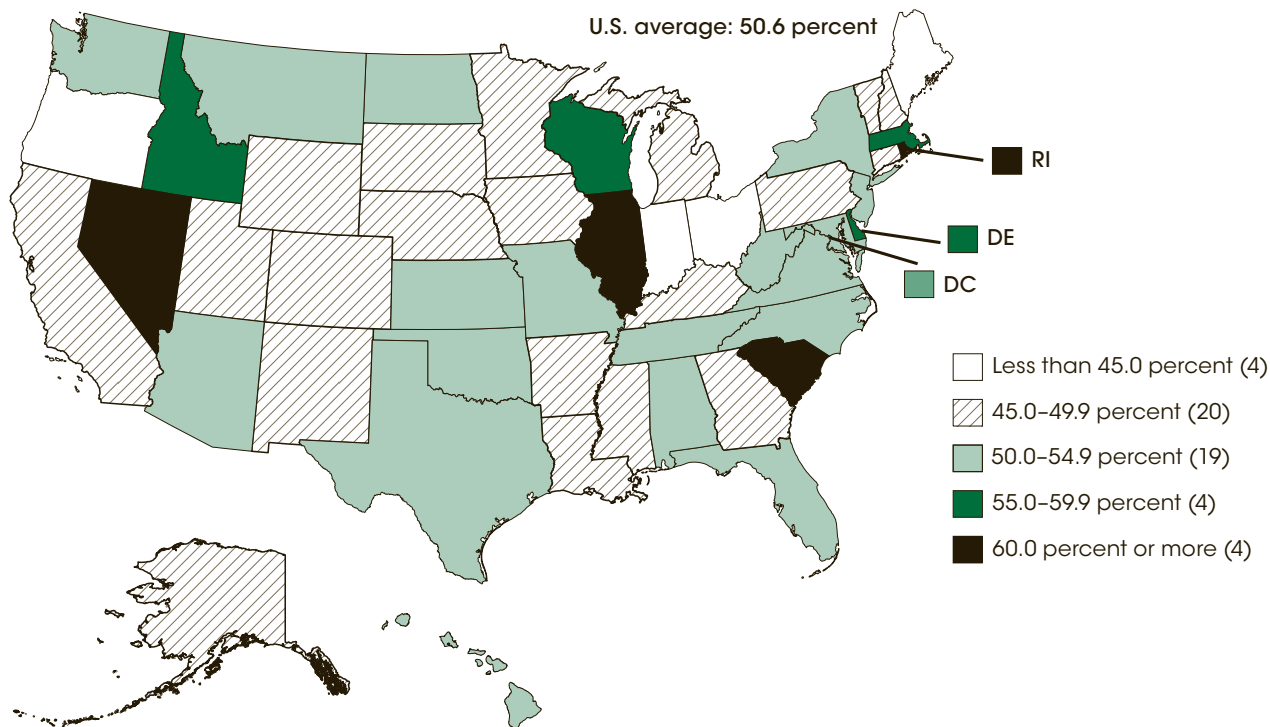 U.S. average: 50.6 percent
RI
DE
DC
Less than 45.0 percent (4)
45.0–49.9 percent (20)
50.0–54.9 percent (19)
55.0–59.9 percent (4)
60.0 percent or more (4)